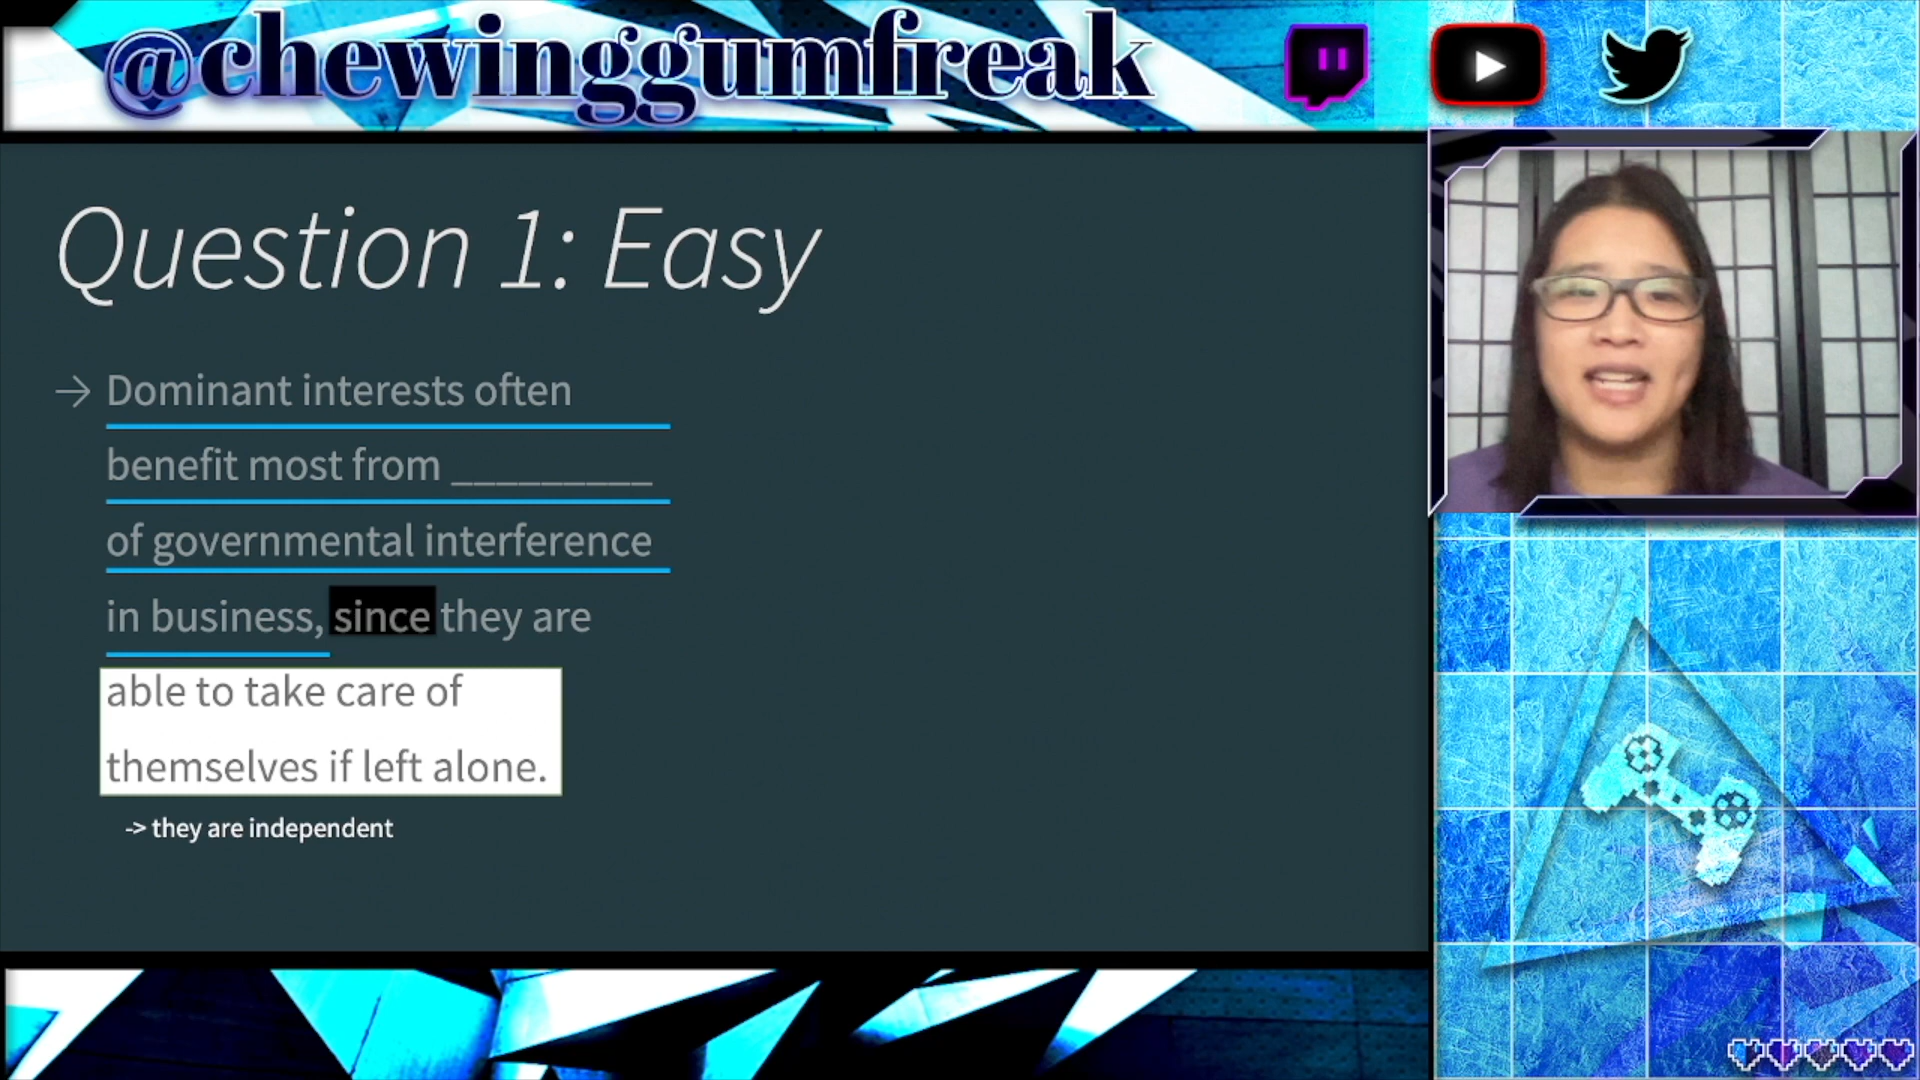 @chewinggumfreak
Question 1: Easy
→ Dominant interests often
benefit most from _________
of governmental interference
in business, since they are
able to take care of
themselves if left alone.
-> they are independent